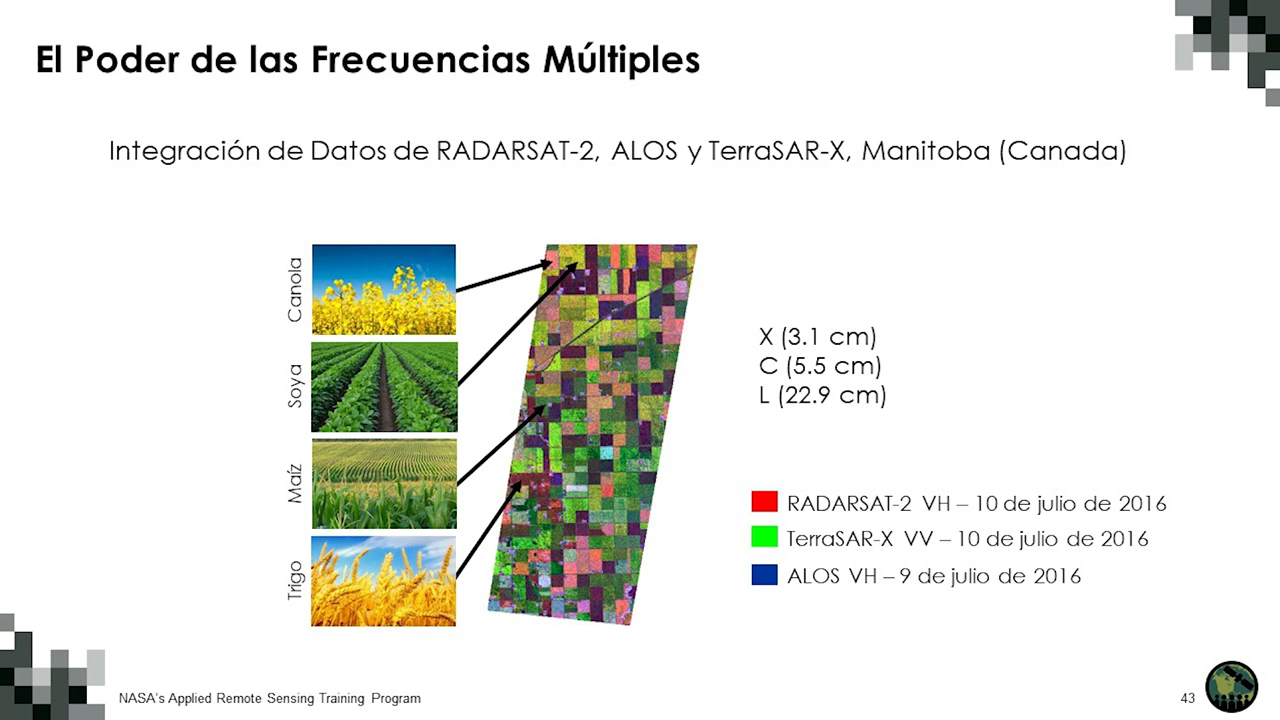 El Poder de las Frecuencias Múltiples
Integración de Datos de RADARSAT-2, ALOS y TerraSAR-X, Manitoba (Canada)
Canola
Soya
Maíz
Trigo
X (3.1 cm)
C (5.5 cm)
L (22.9 cm)
RADARSAT-2 VH – 10 de julio de 2016
TerraSAR-X VV – 10 de julio de 2016
ALOS VH – 9 de julio de 2016
NASA's Applied Remote Sensing Training Program
43